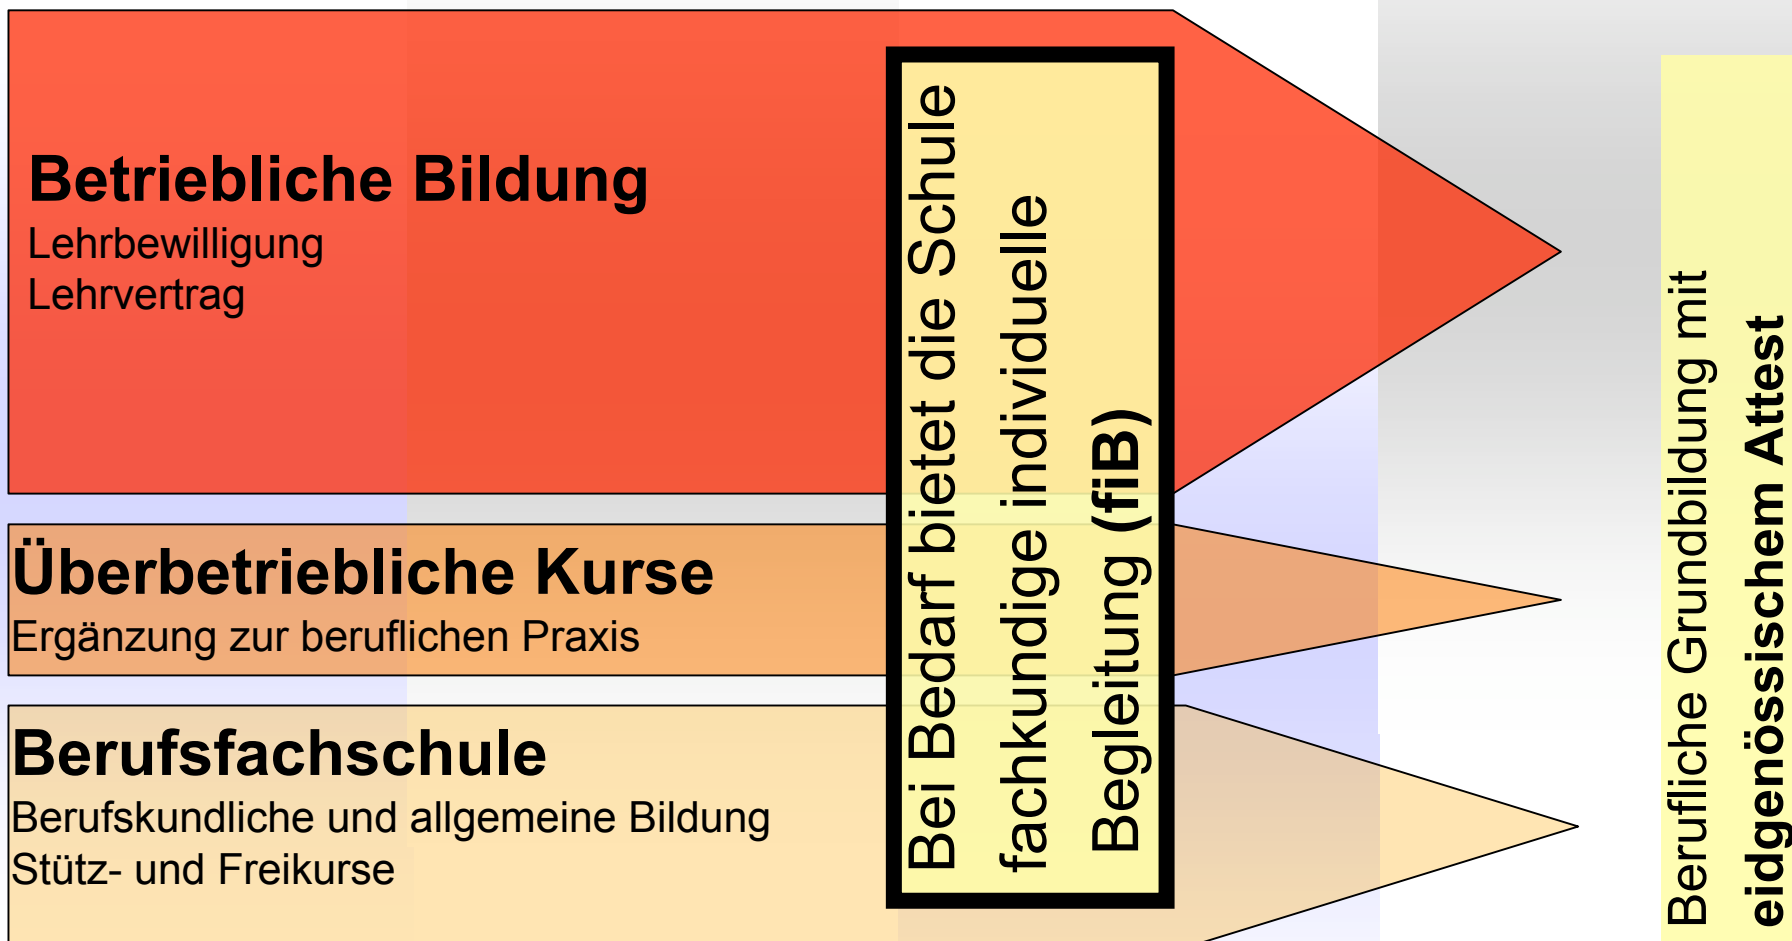 Betriebliche Bildung
Lehrbewilligung
Lehrvertrag
Überbetriebliche Kurse
Ergänzung zur beruflichen Praxis
Berufsfachschule
Berufskundliche und allgemeine Bildung
Stütz- und Freikurse
Bei Bedarf bietet die Schule
fachkundige individuelle
Begleitung (fiB)
Berufliche Grundbildung mit
eidgenössischem Attest